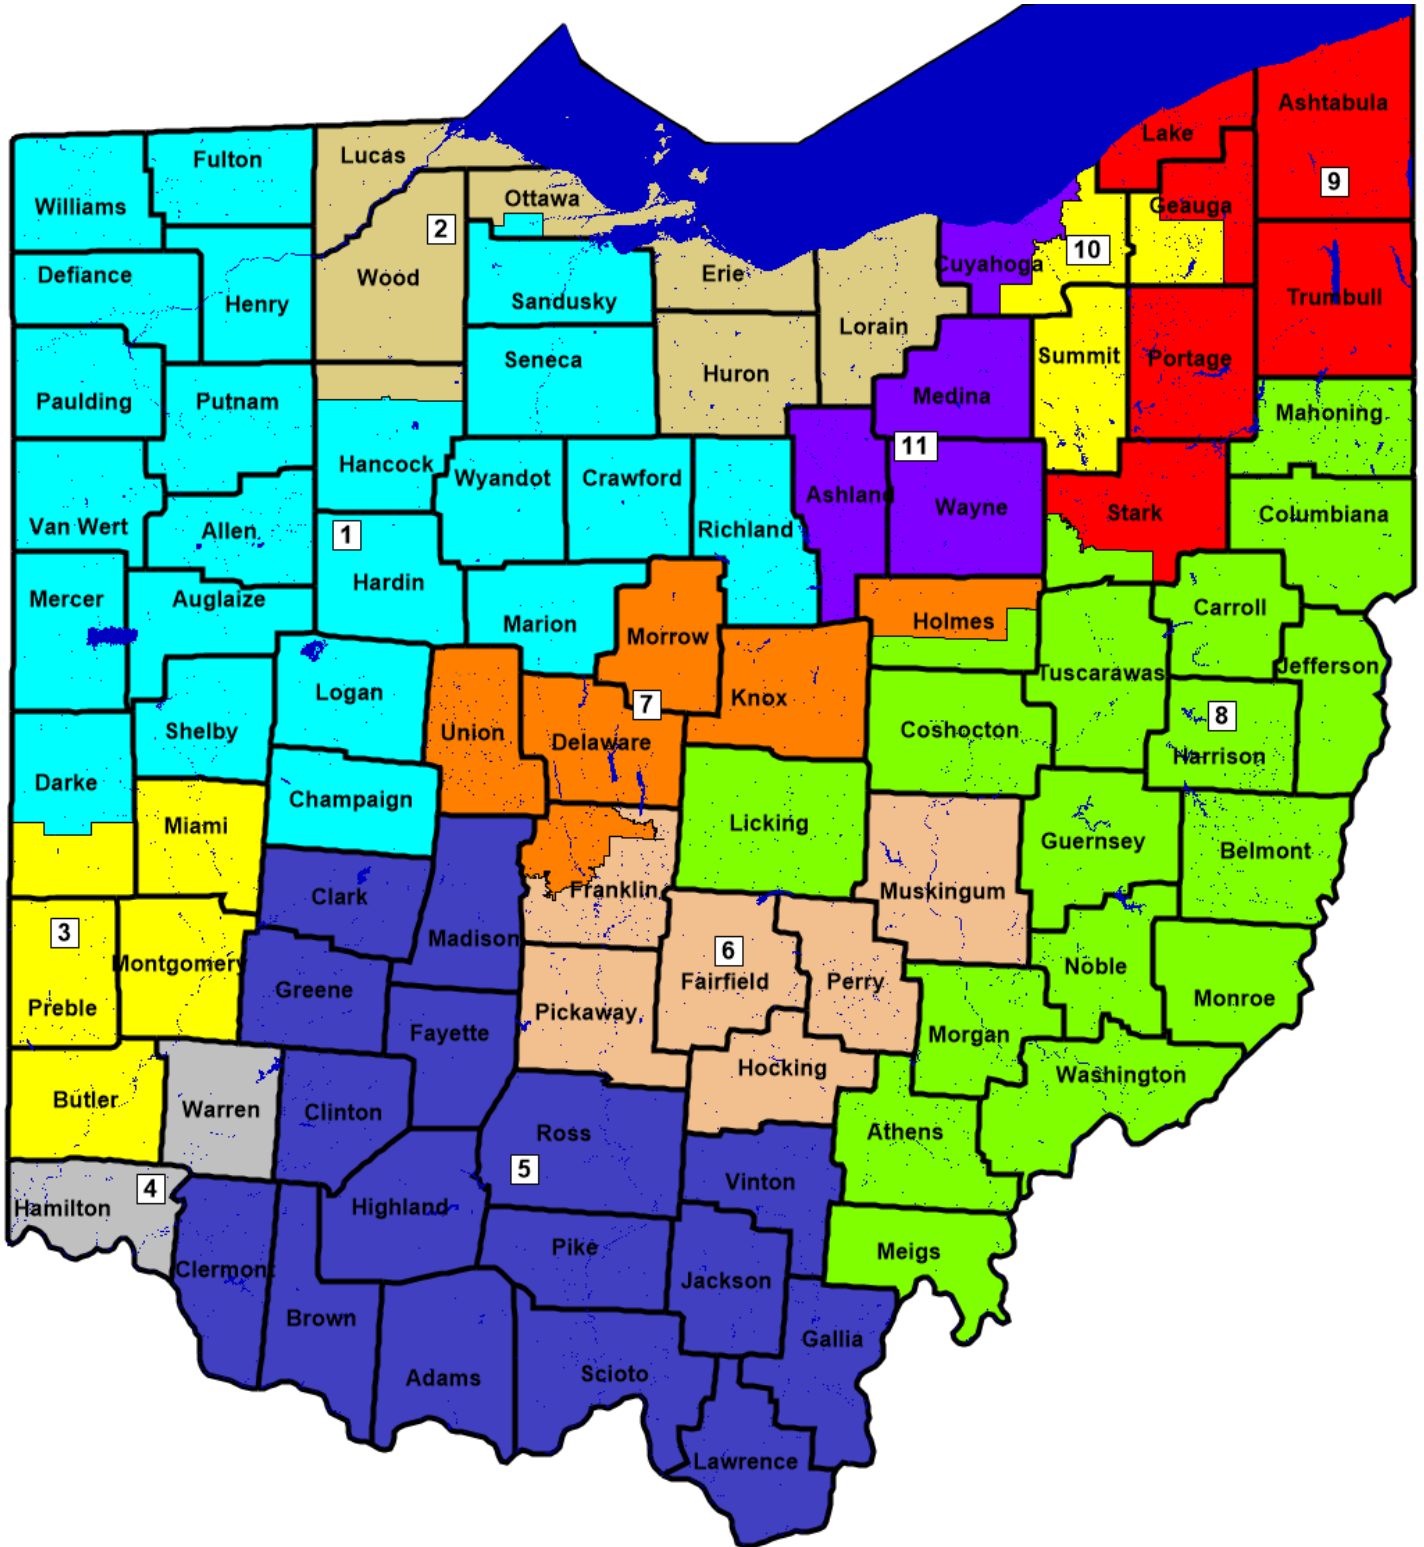 Ashtabula
Lake
Fulton
Lucas
9
Williams
Ottawa
Geauga
2
10
Defiance
Wood
Erie
Cuyahoga
Henry
Sandusky
Trumbull
Lorain
Seneca
Summit
Portage
Huron
Paulding
Putnam
Medina
Mahoning
11
Hancock
Wyandot
Crawford
Ashland
Wayne
Van Wert
Allen
1
Richland
Stark
Columbiana
Hardin
Mercer
Auglaize
Marion
Morrow
Holmes
Carroll
Logan
Knox
Tuscarawas
Jefferson
7
8
Shelby
Union
Delaware
Coshocton
Harrison
Darke
Champaign
Miami
Licking
Guernsey
Belmont
Clark
Franklin
Muskingum
3
Madison
6
Montgomery
Greene
Fairfield
Perry
Noble
Preble
Pickaway
Monroe
Fayette
Morgan
Hocking
Washington
Butler
Warren
Clinton
Ross
Athens
5
4
Vinton
Hamilton
Highland
Pike
Meigs
Clermont
Jackson
Brown
Gallia
Adams
Scioto
Lawrence